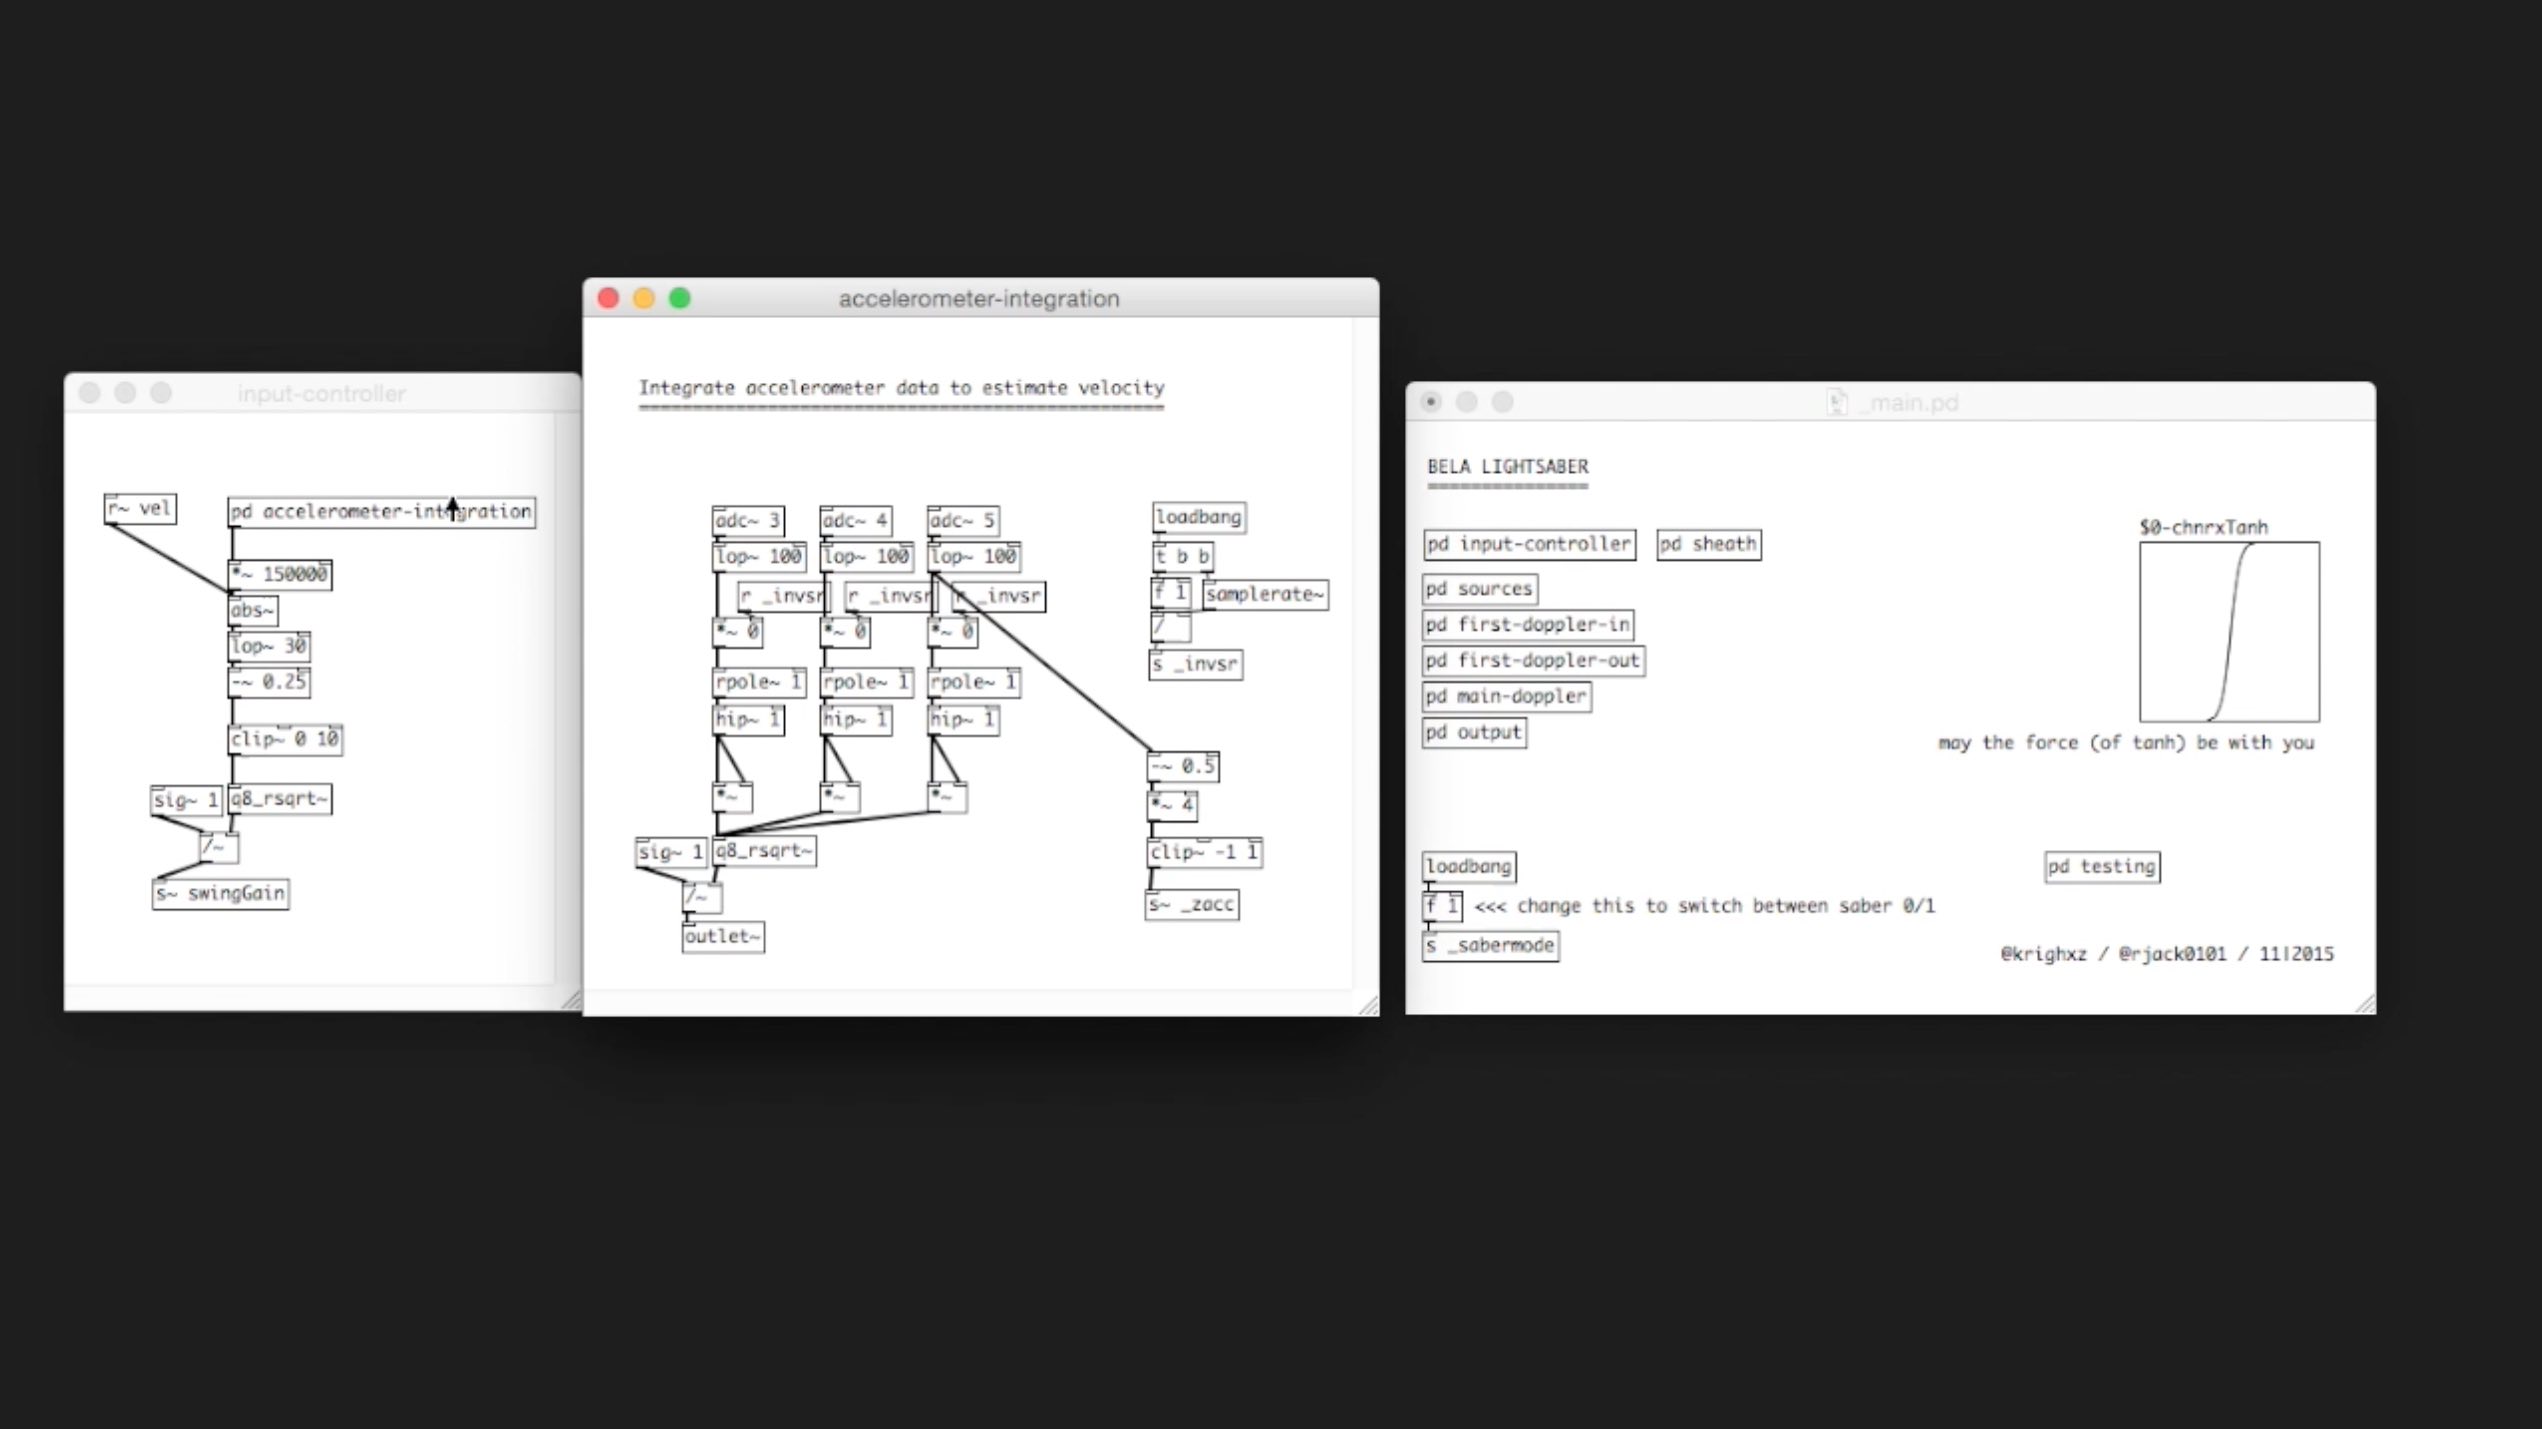 input-controller
r~ vel
pd accelerometer-integration
*~ 150000
abs~
lop~ 30
-~ 0.25
clip~ 0 10
sig~ 1
q8_rsqrt~
/~
s~ swingGain
accelerometer-integration
Integrate accelerometer data to estimate velocity
=================================================
adc~ 3 adc~ 4 adc~ 5
lop~ 100 lop~ 100 lop~ 100
r _invsr r _invsr r _invsr
*~ 0 *~ 0 *~ 0
rpole~ 1 rpole~ 1 rpole~ 1
hip~ 1 hip~ 1 hip~ 1
*~ *~ *~
sig~ 1 q8_rsqrt~
/~
outlet~
loadbang
t b b
f 1 samplerate~
/
s _invsr
-~ 0.5
*~ 4
clip~ -1 1
s~ _zacc
_main.pd
BELA LIGHTSABER
===============
pd input-controller pd sheath
pd sources
pd first-doppler-in
pd first-doppler-out
pd main-doppler
pd output
$0-chnrxTanh
may the force (of tanh) be with you
loadbang
f 1 <<< change this to switch between saber 0/1
s _sabermode
pd testing
@krighxz / @rjack0101 / 11|2015